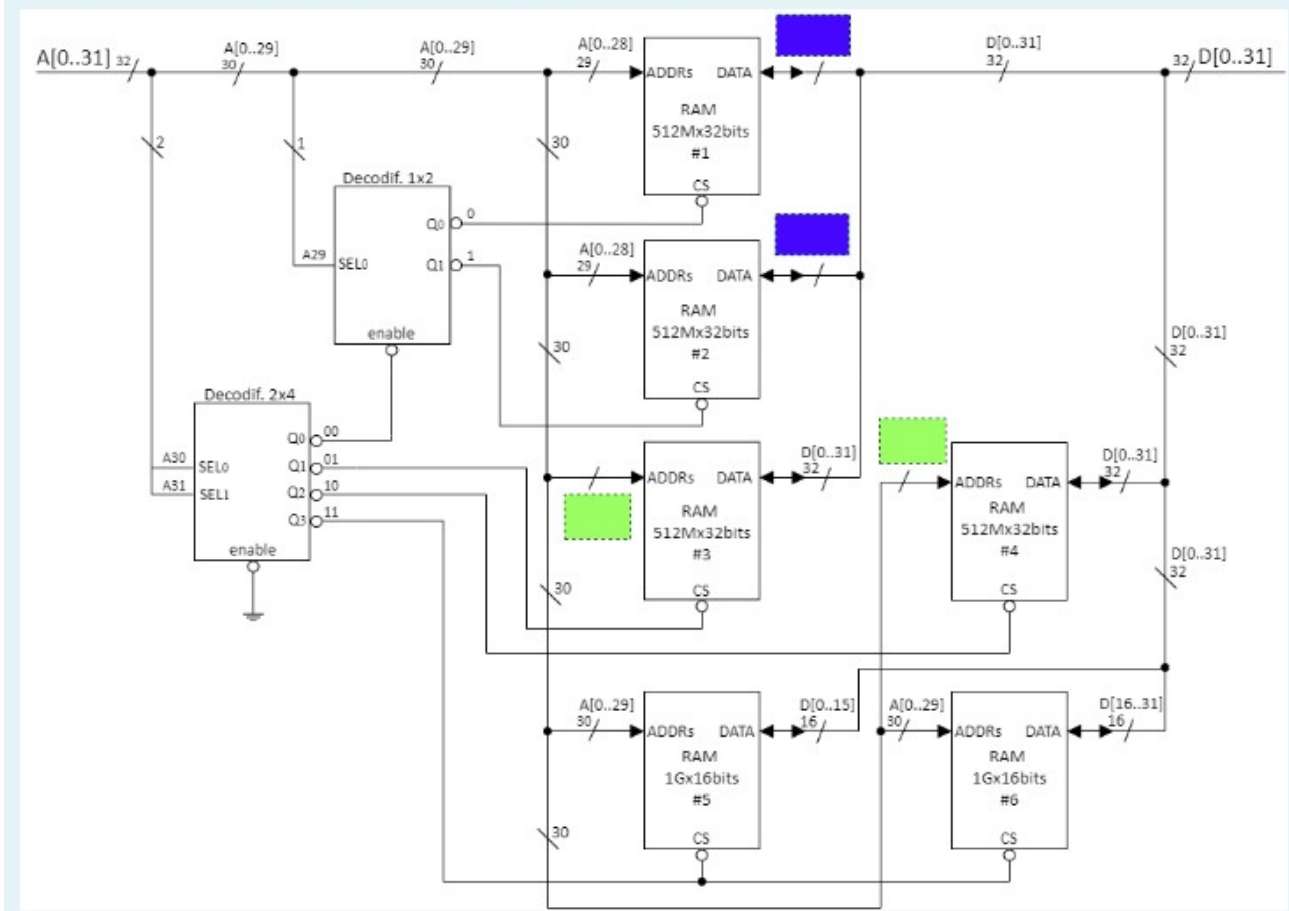 A[0..31] 32
A[0..29]
30
A[0..29]
30
A[0..28]
29
ADDRs DATA
RAM
512Mx32bits
#1
CS
D[0..31]
32
32 D[0..31]
2
1
30
Decodif. 1x2
Q0 0
A29 SEL0
Q1 1
enable
A[0..28]
29
ADDRs DATA
RAM
512Mx32bits
#2
CS
30
D[0..31]
32
Decodif. 2x4
Q0 00
A30 SEL0
Q1 01
A31 SEL1
Q2 10
Q3 11
enable
ADDRs DATA
RAM
512Mx32bits
#3
CS
D[0..31]
32
ADDRs DATA
RAM
512Mx32bits
#4
CS
D[0..31]
32
30
D[0..31]
32
A[0..29]
30
ADDRs DATA
RAM
1Gx16bits
#5
CS
D[0..15]
16
A[0..29]
30
ADDRs DATA
RAM
1Gx16bits
#6
CS
D[16..31]
16
30